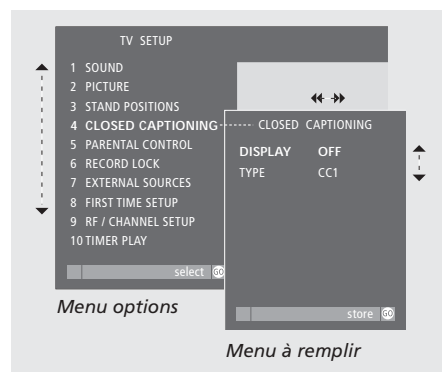 TV SETUP
1 SOUND
2 PICTURE
3 STAND POSITIONS
4 CLOSED CAPTIONING
5 PARENTAL CONTROL
6 RECORD LOCK
7 EXTERNAL SOURCES
8 FIRST TIME SETUP
9 RF / CHANNEL SETUP
10 TIMER PLAY
select GO
CLOSED CAPTIONING
DISPLAY OFF
TYPE CC1
store GO
Menu options
Menu à remplir